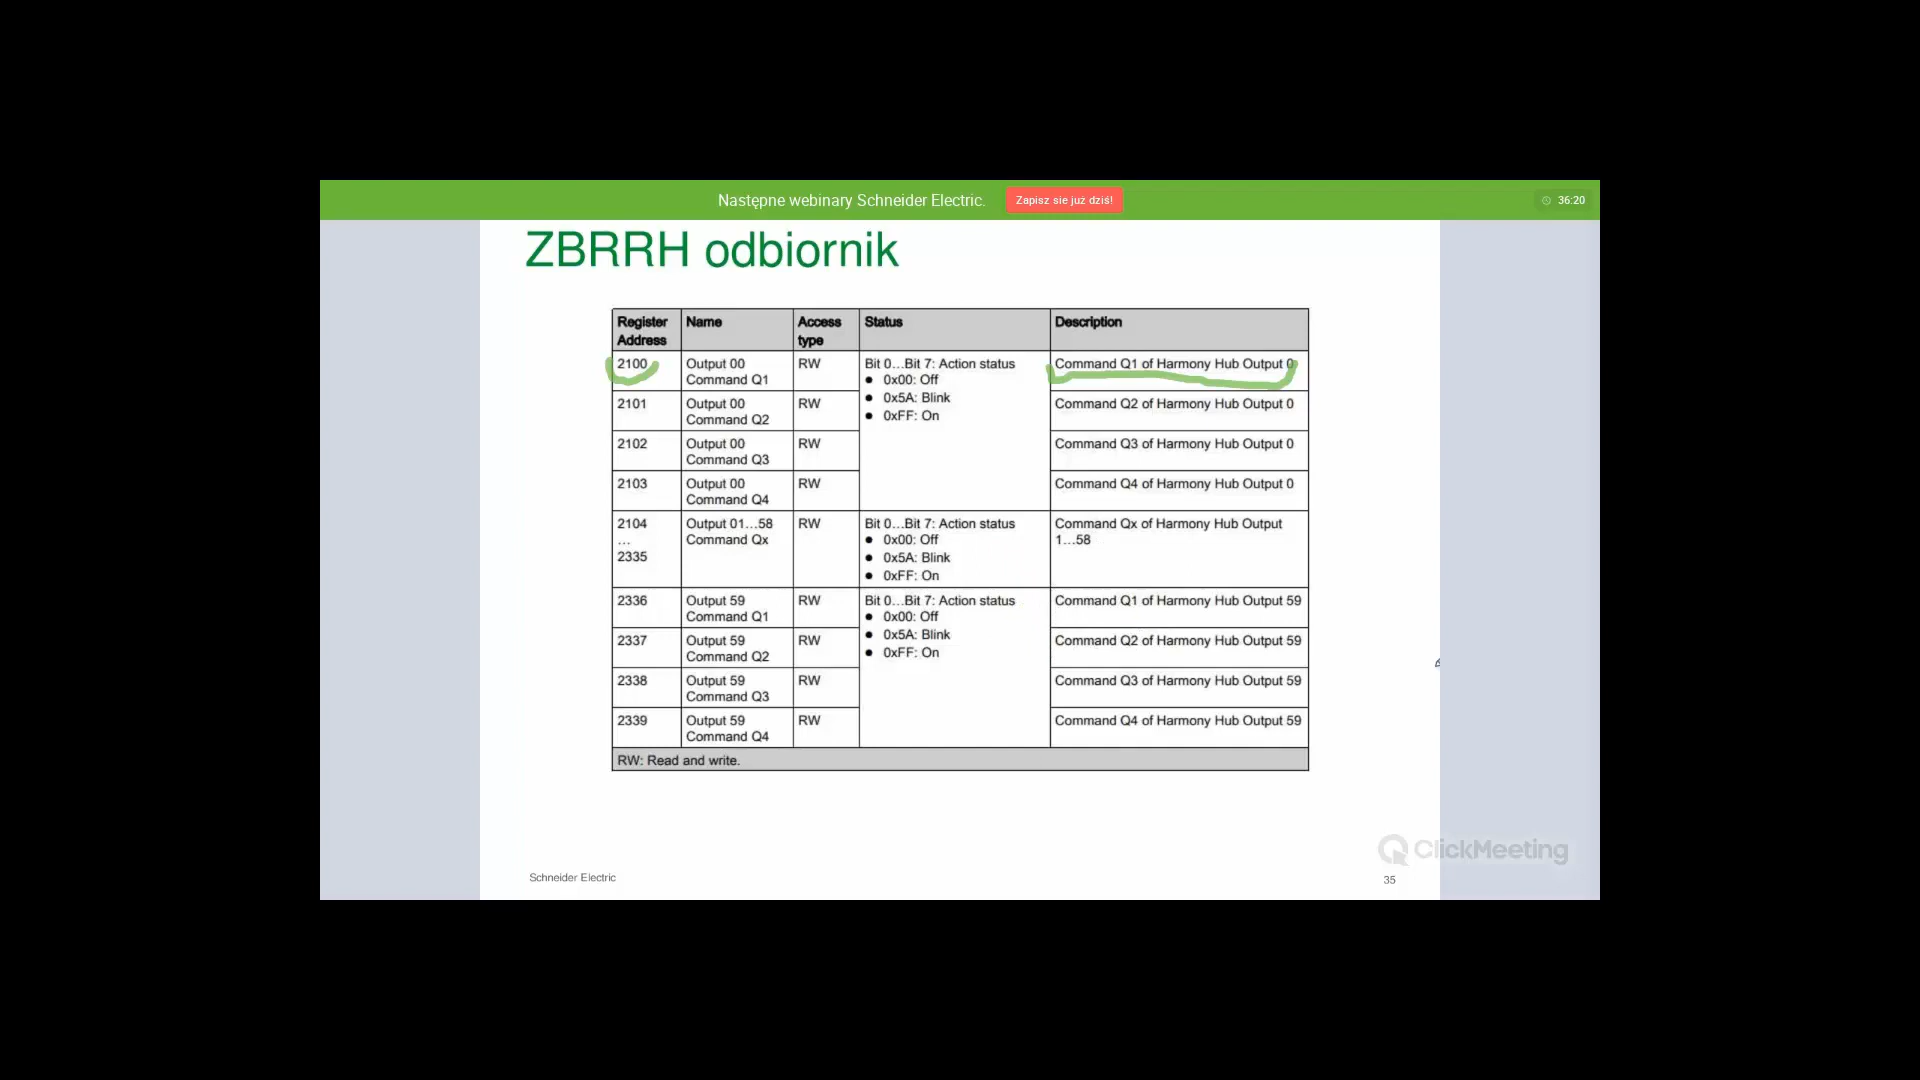 Następne webinary Schneider Electric.
Zapisz sie już dziś!
36:20
ZBRRH odbiornik
Register Address Name Access type Status Description
2100 Output 00 Command Q1 RW Bit 0...Bit 7: Action status Command Q1 of Harmony Hub Output 0
● 0x00: Off
● 0x5A: Blink
● 0xFF: On
2101 Output 00 Command Q2 RW Command Q2 of Harmony Hub Output 0
2102 Output 00 Command Q3 RW Command Q3 of Harmony Hub Output 0
2103 Output 00 Command Q4 RW Command Q4 of Harmony Hub Output 0
2104 ... 2335 Output 01...58 Command Qx RW Bit 0...Bit 7: Action status Command Qx of Harmony Hub Output 1...58
● 0x00: Off
● 0x5A: Blink
● 0xFF: On
2336 Output 59 Command Q1 RW Bit 0...Bit 7: Action status Command Q1 of Harmony Hub Output 59
● 0x00: Off
● 0x5A: Blink
● 0xFF: On
2337 Output 59 Command Q2 RW Command Q2 of Harmony Hub Output 59
2338 Output 59 Command Q3 RW Command Q3 of Harmony Hub Output 59
2339 Output 59 Command Q4 RW Command Q4 of Harmony Hub Output 59
RW: Read and write.
ClickMeeting
Schneider Electric
35